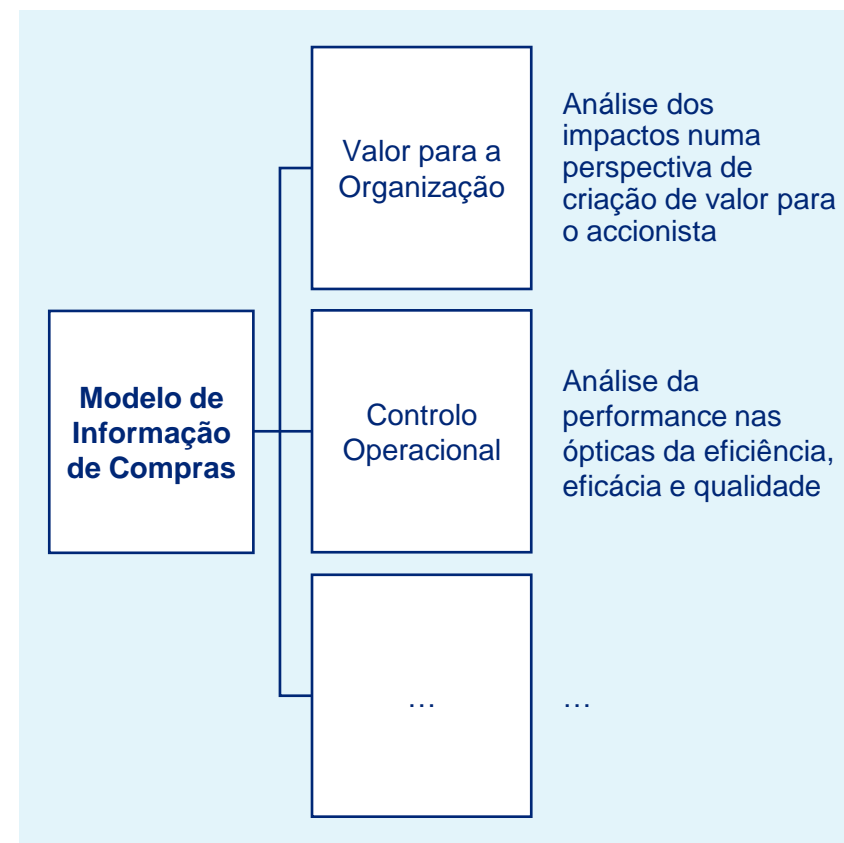 Valor para a
Organização
Análise dos
impactos numa
perspectiva de
criação de valor para
o accionista
Modelo de
Informação
de Compras
Controlo
Operacional
Análise da
performance nas
ópticas da eficiência,
eficácia e qualidade
…
…